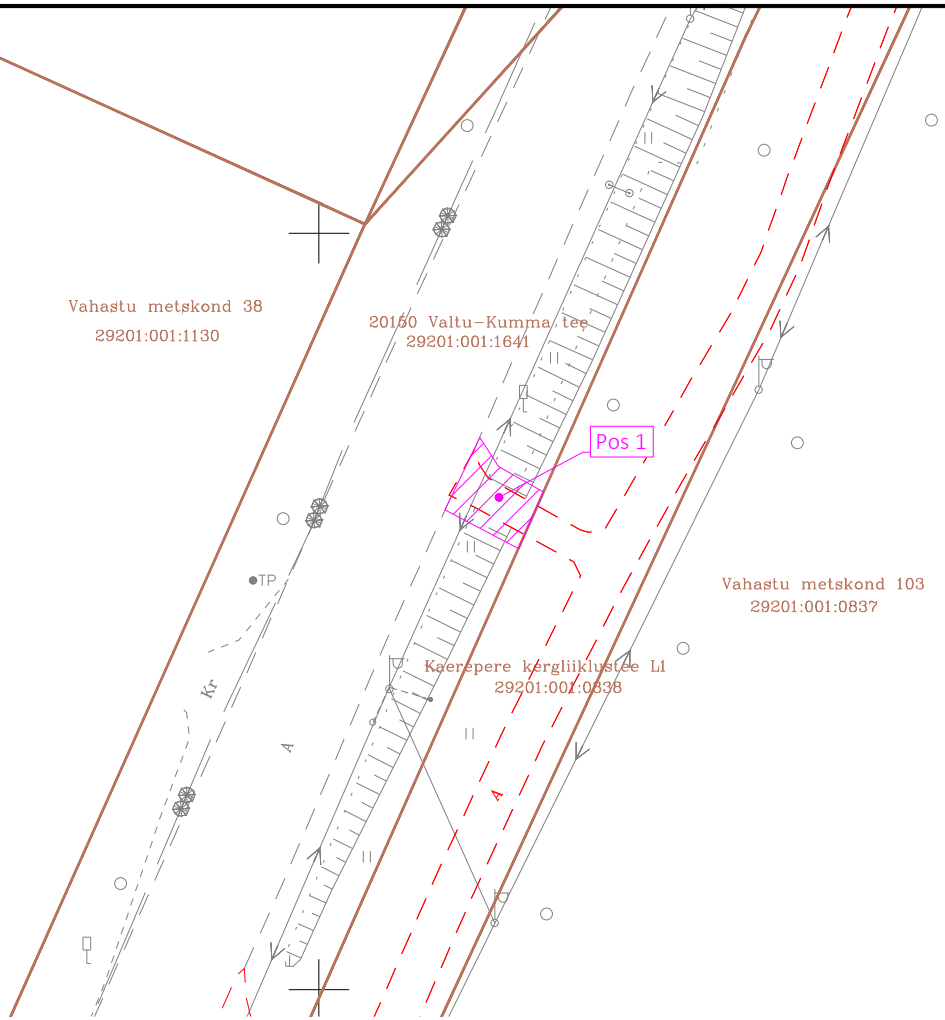 Vahastu metskond 38
29201:001:1130
20150 Valtu-Kumma tee
29201:001:1641
Pos 1
TP
Vahastu metskond 103
29201:001:0837
Kaerepere kergliiklustee L1
29201:001:0838
Kr
A
A